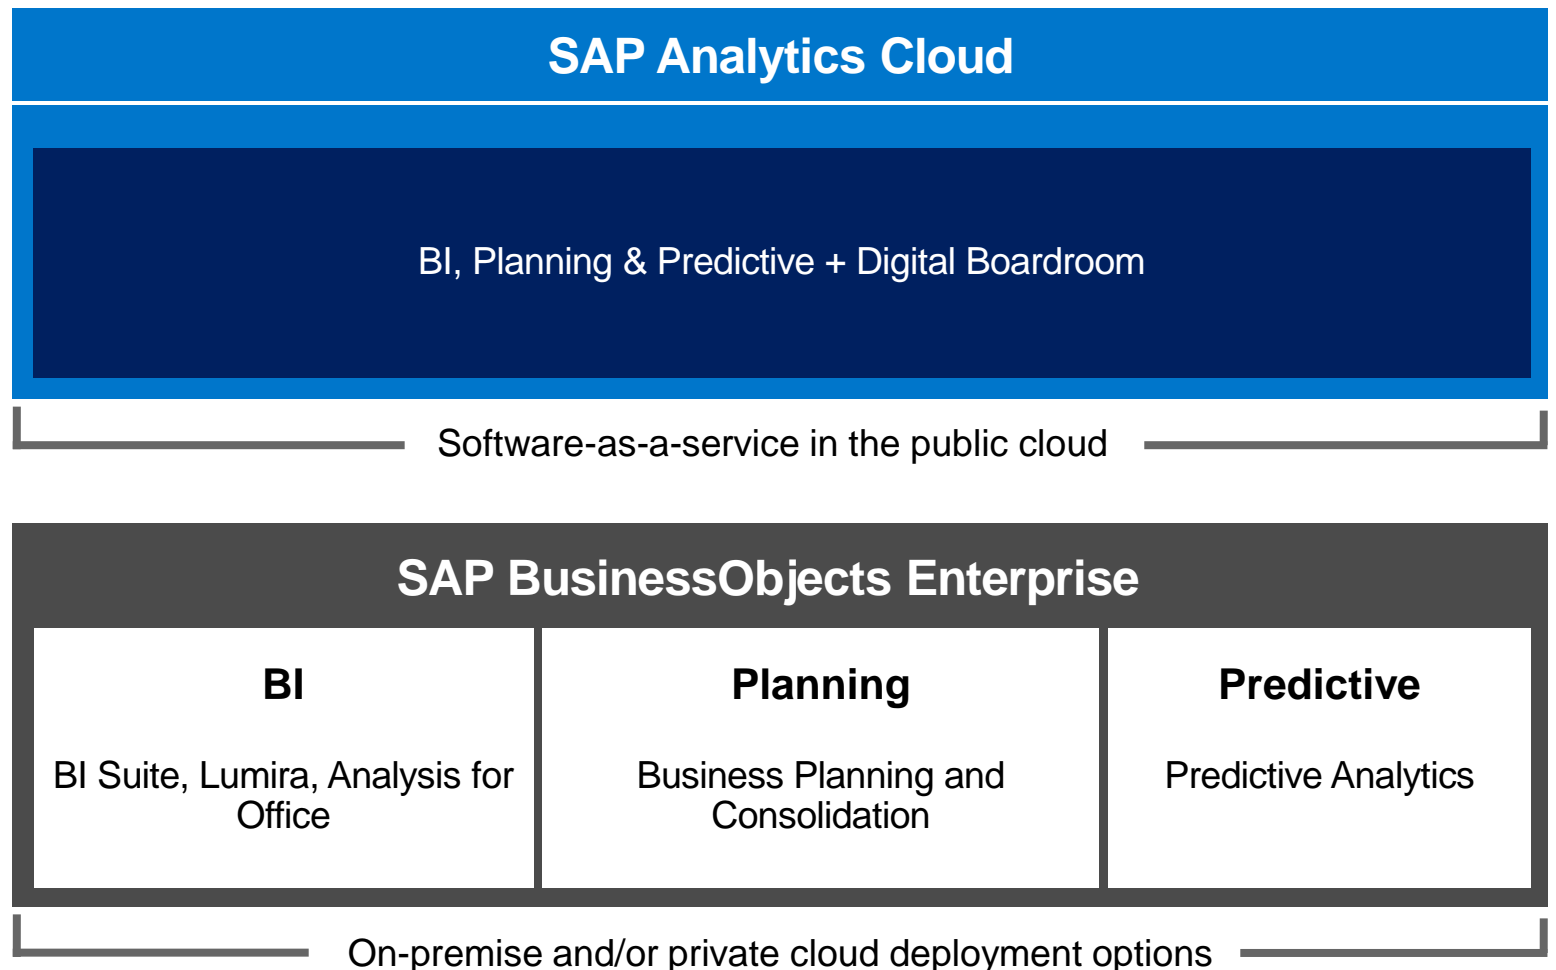 SAP Analytics Cloud
BI, Planning & Predictive + Digital Boardroom
Software-as-a-service in the public cloud
SAP BusinessObjects Enterprise
BI
BI Suite, Lumira, Analysis for
Office
Planning
Business Planning and
Consolidation
Predictive
Predictive Analytics
On-premise and/or private cloud deployment options